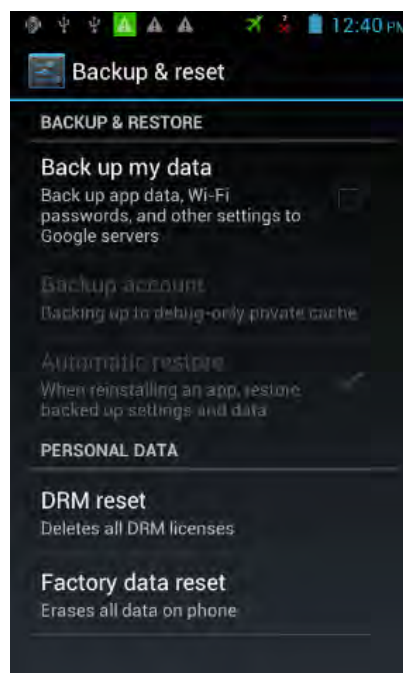 12:40 PM
Backup & reset
BACKUP & RESTORE
Back up my data
Back up app data, Wi-Fi
passwords, and other settings to
Google servers
Backup account
Backing up to debug-only private cache
Automatic restore
When reinstalling an app, restore
backed up settings and data
PERSONAL DATA
DRM reset
Deletes all DRM licenses
Factory data reset
Erases all data on phone